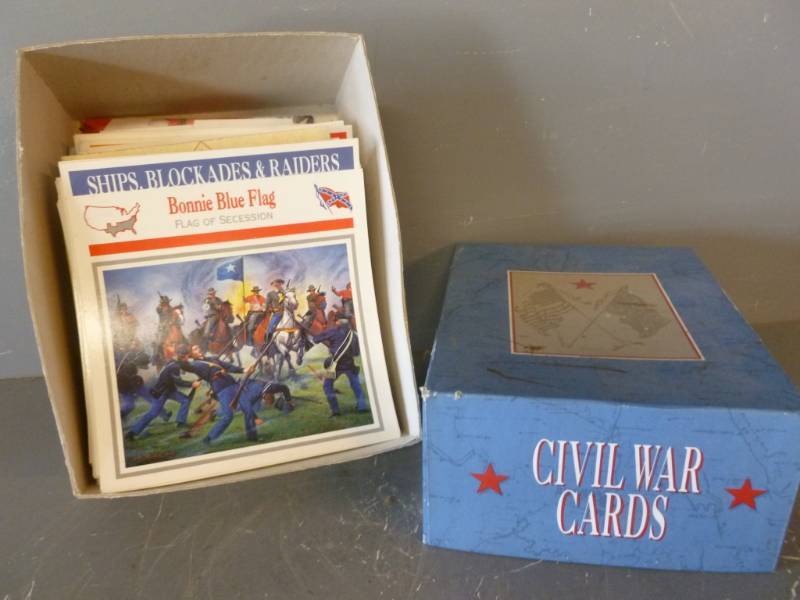 SHIPS, BLOCKADES & RAIDERS
Bonnie Blue Flag
FLAG OF SECESSION
CIVIL WAR
CARDS